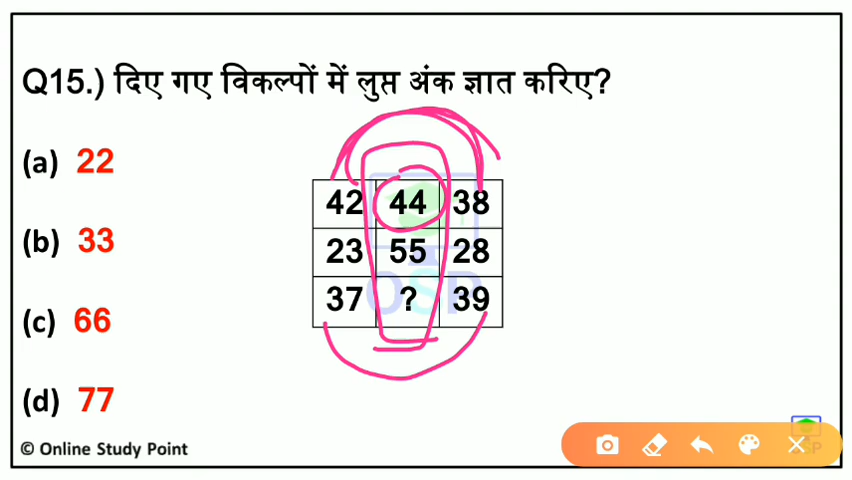 Q15.) दिए गए विकल्पों में लुप्त अंक ज्ञात करिए?
(a) 22
(b) 33
(c) 66
(d) 77
42 44 38
23 55 28
37 ? 39
OSP
© Online Study Point